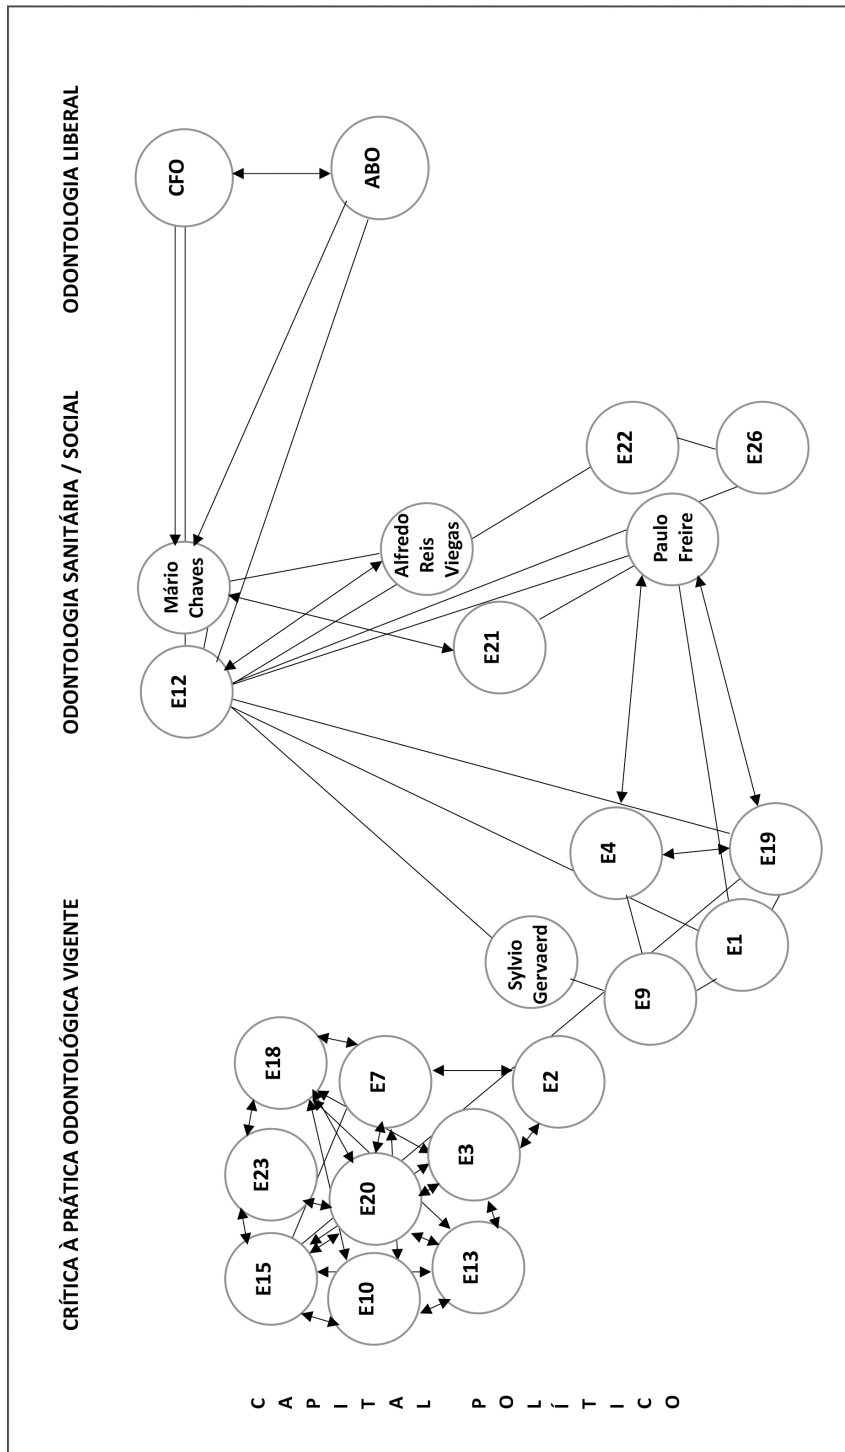 CRÍTICA À PRÁTICA ODONTOLÓGICA VIGENTE
ODONTOLOGIA SANITÁRIA / SOCIAL
ODONTOLOGIA LIBERAL
CAPITAL POLÍTICO
E15
E23
E18
E10
E20
E7
E13
E3
E2
Sylvio
Gervaerd
E9
E1
E4
E19
E12
Mário
Chaves
E21
Alfredo
Reis
Viegas
Paulo
Freire
E22
E26
CFO
ABO